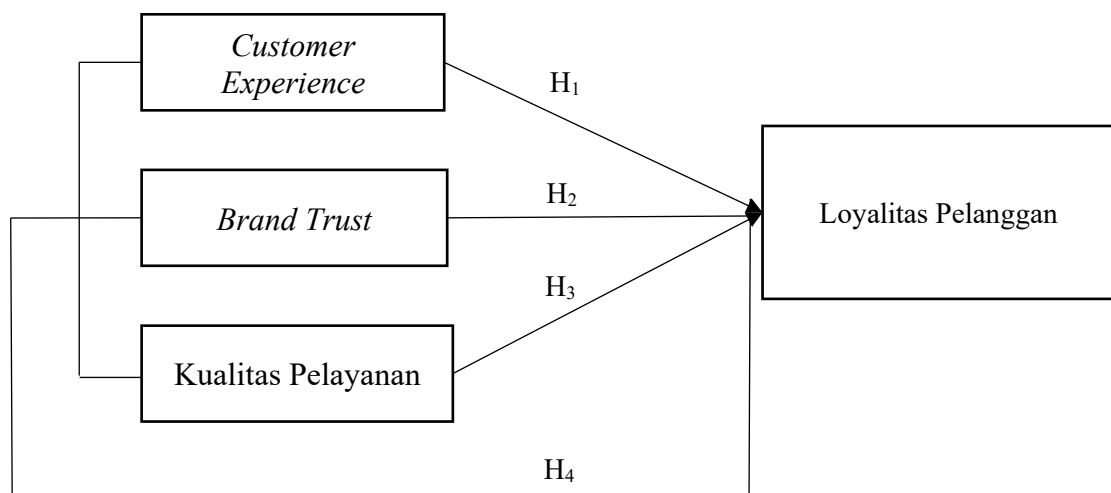 Customer
Experience
H₁
Brand Trust
H₂
Loyalitas Pelanggan
H₃
Kualitas Pelayanan
H₄